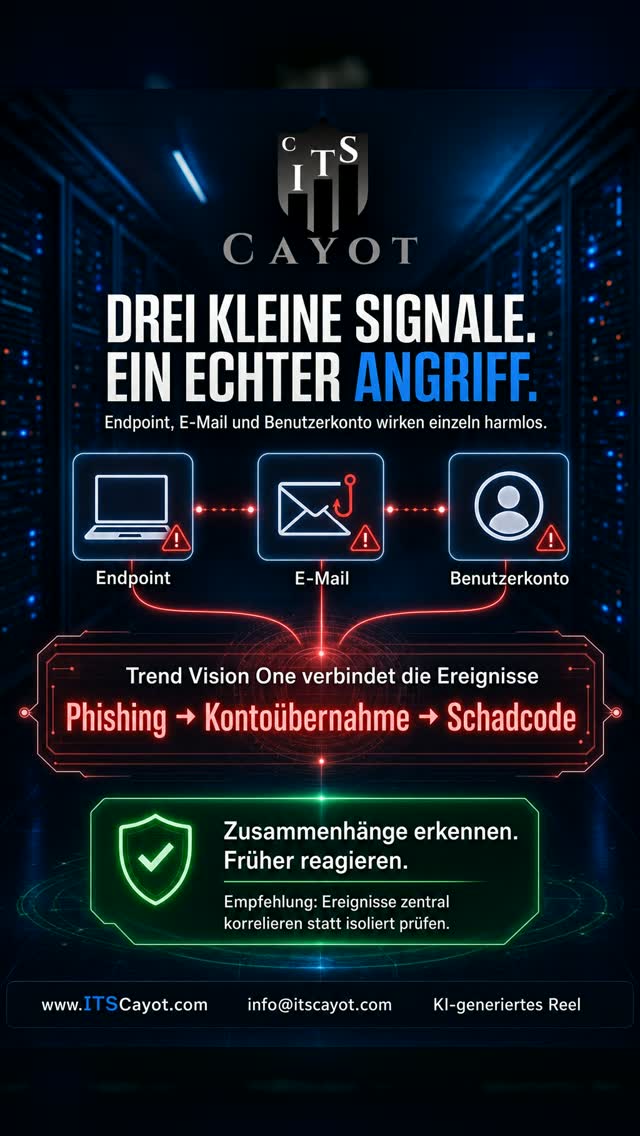 C ITS
CAYOT
DREI KLEINE SIGNALE.
EIN ECHTER ANGRIFF.
Endpoint, E-Mail und Benutzerkonto wirken einzeln harmlos.
Endpoint
E-Mail
Benutzerkonto
Trend Vision One verbindet die Ereignisse
Phishing → Kontoübernahme → Schadcode
Zusammenhänge erkennen.
Früher reagieren.
Empfehlung: Ereignisse zentral
korrelieren statt isoliert prüfen.
www.ITSCayot.com info@itscayot.com KI-generiertes Reel